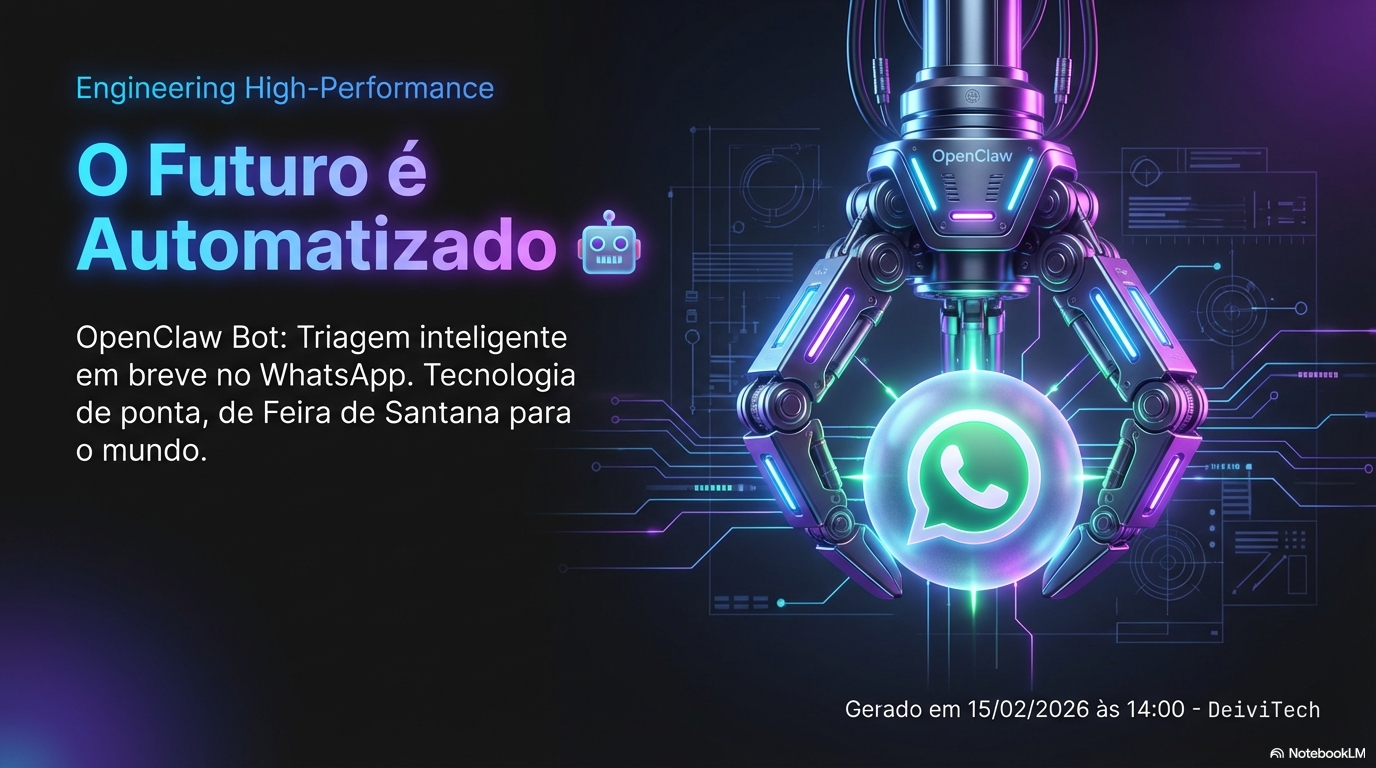 Engineering High-Performance
O Futuro é
Automatizado 🤖
OpenClaw Bot: Triagem inteligente
em breve no WhatsApp. Tecnologia
de ponta, de Feira de Santana para
o mundo.
OpenClaw
Gerado em 15/02/2026 às 14:00 - DeiviTech
NotebookLM